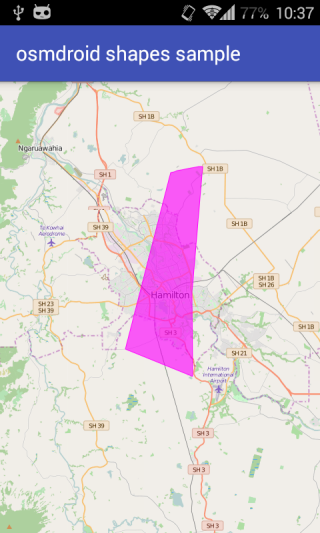 77% 10:37
osmdroid shapes sample
SH 1B
Ngaruawahia
SH 1
SH 1B
SH 39
SH 1B
Te Kowhai
Aerodrome
SH 1B
SH 26
Hamilton
SH 23
SH 39
SH 1B
SH 3
SH 21
Hamilton
International
Airport
SH 39
SH 3
SH 3
SH 3